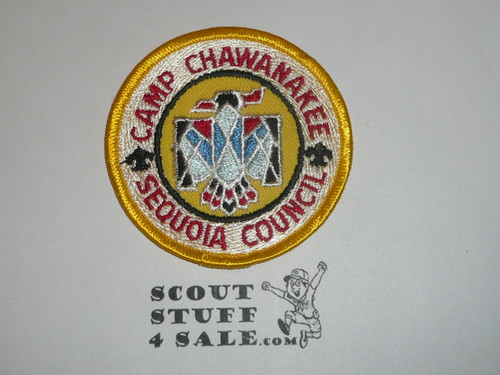 CAMP CHAWANAKEE
SEQUOIA COUNCIL
SCOUT
STUFF
4 SALE.com